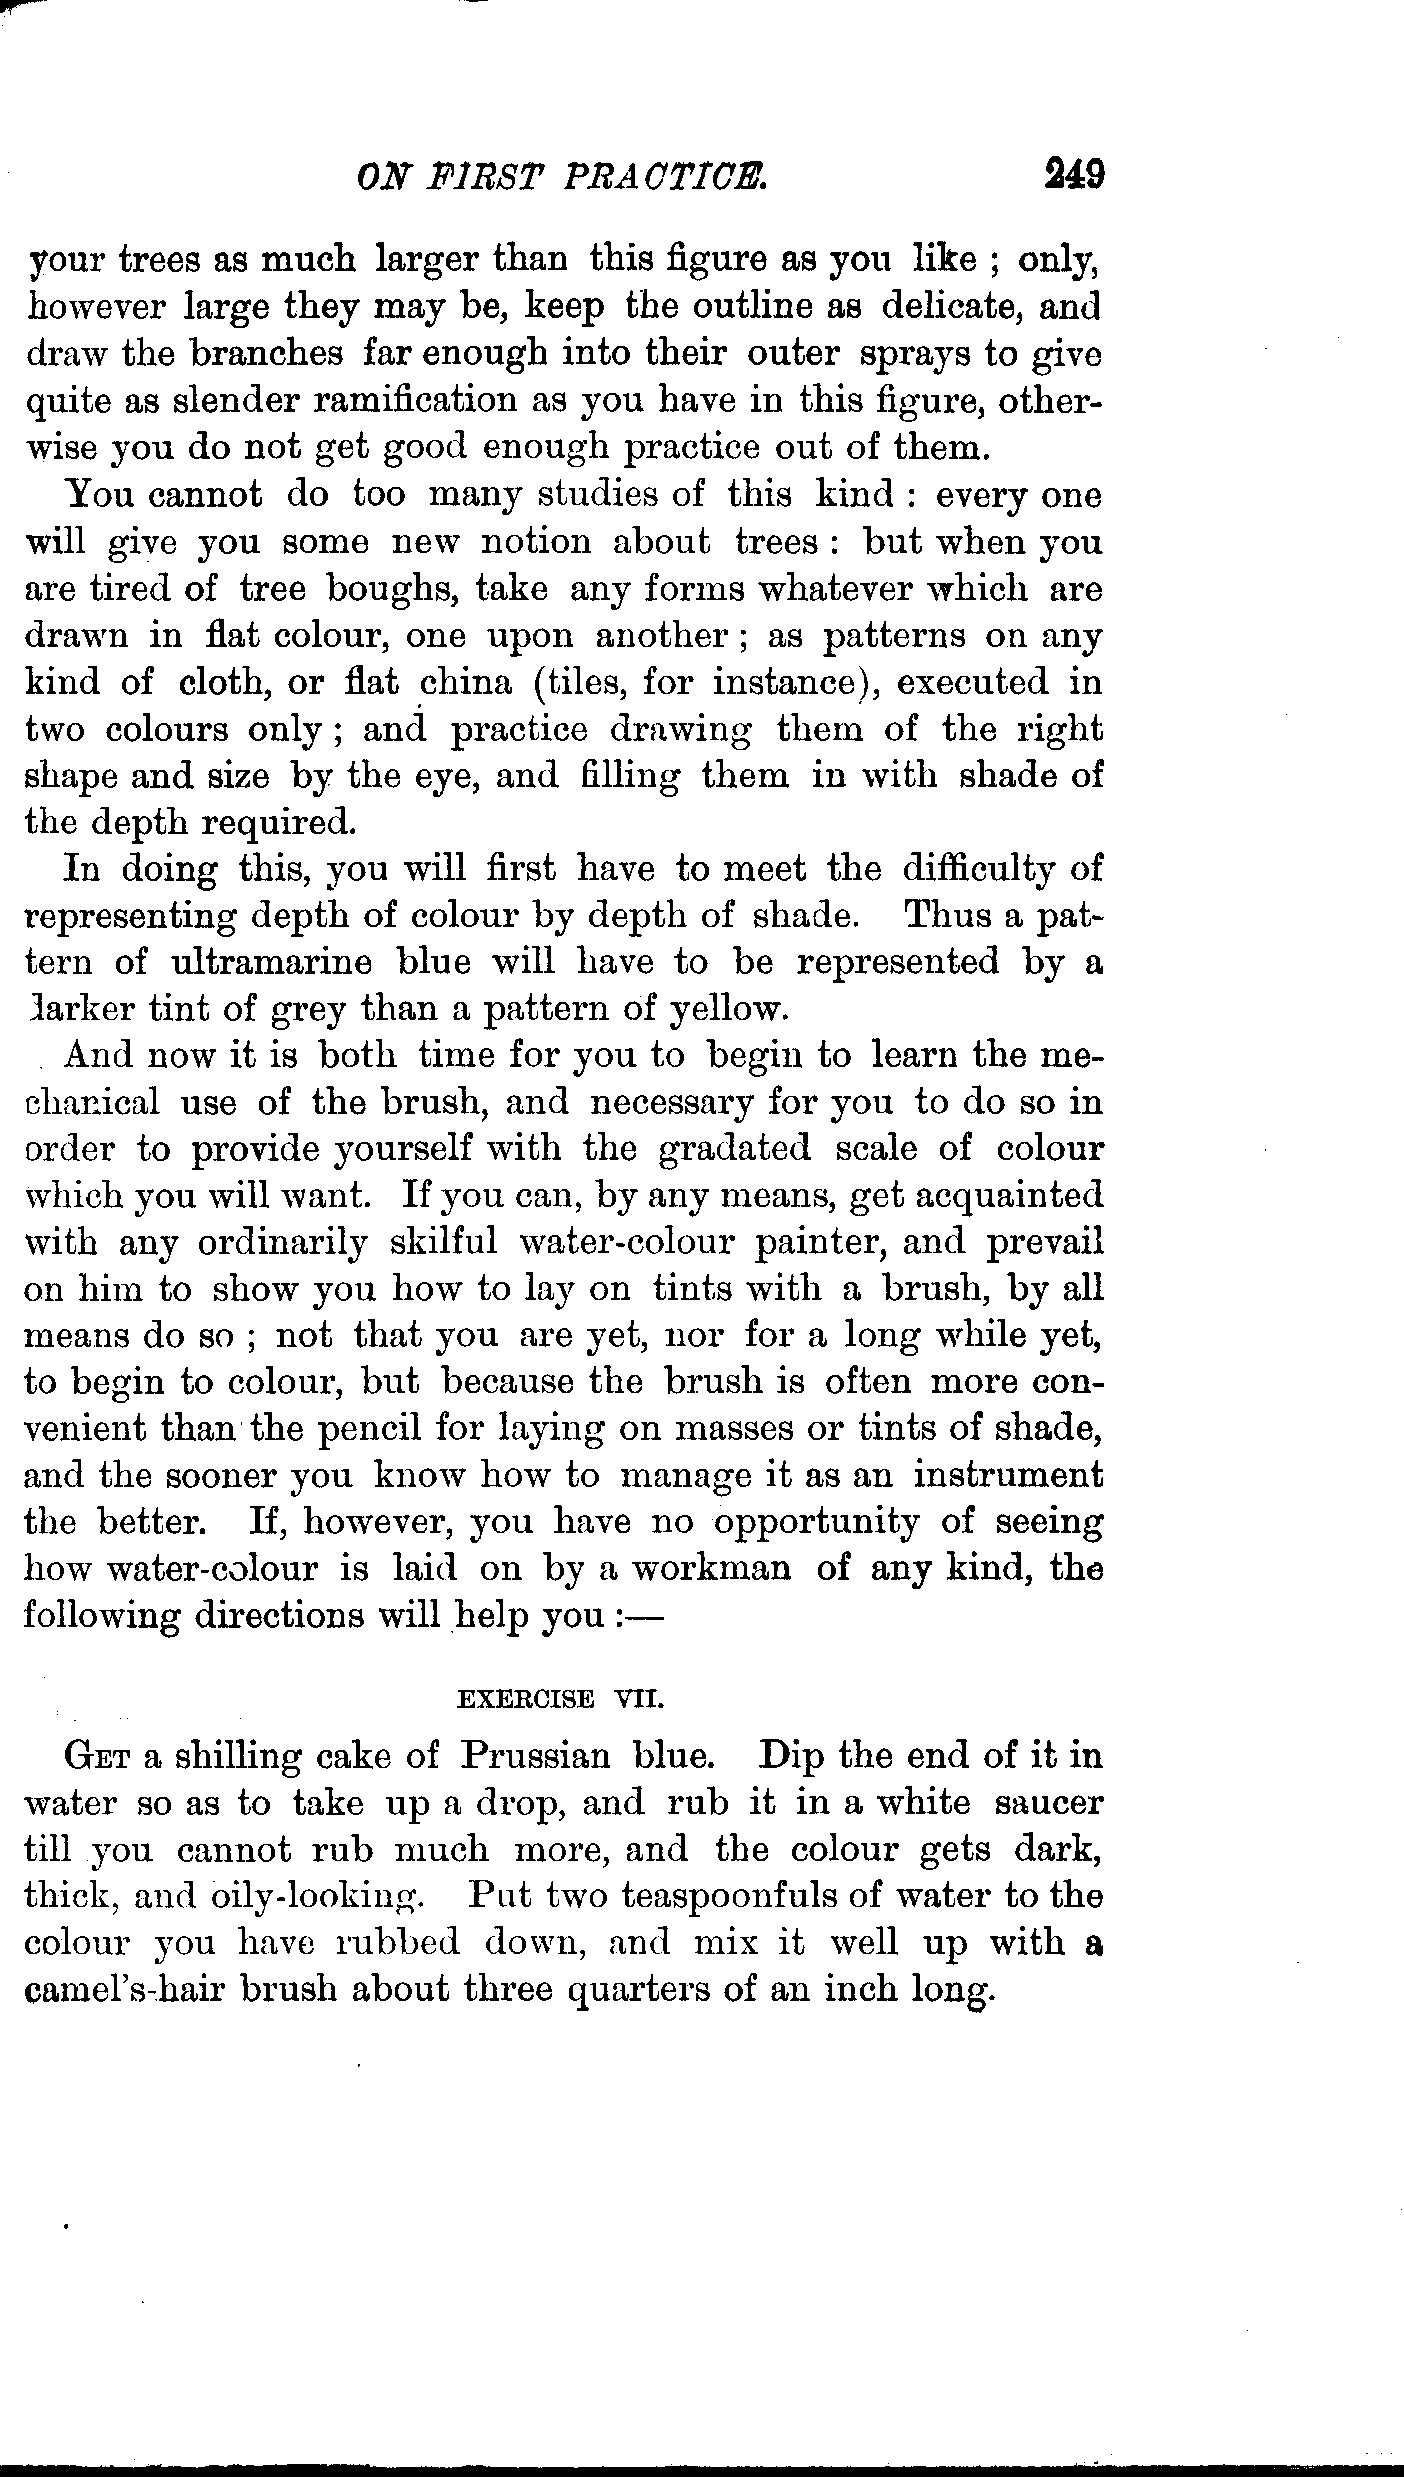 ON FIRST PRACTICE. 249
your trees as much larger than this figure as you like ; only,
however large they may be, keep the outline as delicate, and
draw the branches far enough into their outer sprays to give
quite as slender ramification as you have in this figure, other-
wise you do not get good enough practice out of them.
You cannot do too many studies of this kind : every one
will give you some new notion about trees : but when you
are tired of tree boughs, take any forms whatever which are
drawn in flat colour, one upon another ; as patterns on any
kind of cloth, or flat china (tiles, for instance), executed in
two colours only ; and practice drawing them of the right
shape and size by the eye, and filling them in with shade of
the depth required.
In doing this, you will first have to meet the difficulty of
representing depth of colour by depth of shade. Thus a pat-
tern of ultramarine blue will have to be represented by a
darker tint of grey than a pattern of yellow.
And now it is both time for you to begin to learn the me-
chanical use of the brush, and necessary for you to do so in
order to provide yourself with the gradated scale of colour
which you will want. If you can, by any means, get acquainted
with any ordinarily skilful water-colour painter, and prevail
on him to show you how to lay on tints with a brush, by all
means do so ; not that you are yet, nor for a long while yet,
to begin to colour, but because the brush is often more con-
venient than the pencil for laying on masses or tints of shade,
and the sooner you know how to manage it as an instrument
the better. If, however, you have no opportunity of seeing
how water-colour is laid on by a workman of any kind, the
following directions will help you :—
EXERCISE VII.
GET a shilling cake of Prussian blue. Dip the end of it in
water so as to take up a drop, and rub it in a white saucer
till you cannot rub much more, and the colour gets dark,
thick, and oily-looking. Put two teaspoonfuls of water to the
colour you have rubbed down, and mix it well up with a
camel's-hair brush about three quarters of an inch long.